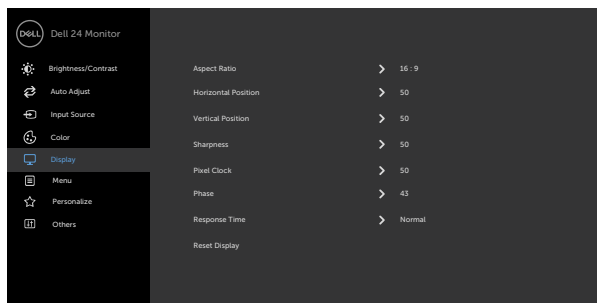 DELL Dell 24 Monitor
Brightness/Contrast
Auto Adjust
Input Source
Color
Display
Menu
Personalize
Others
Aspect Ratio 16 : 9
Horizontal Position 50
Vertical Position 50
Sharpness 50
Pixel Clock 50
Phase 43
Response Time Normal
Reset Display